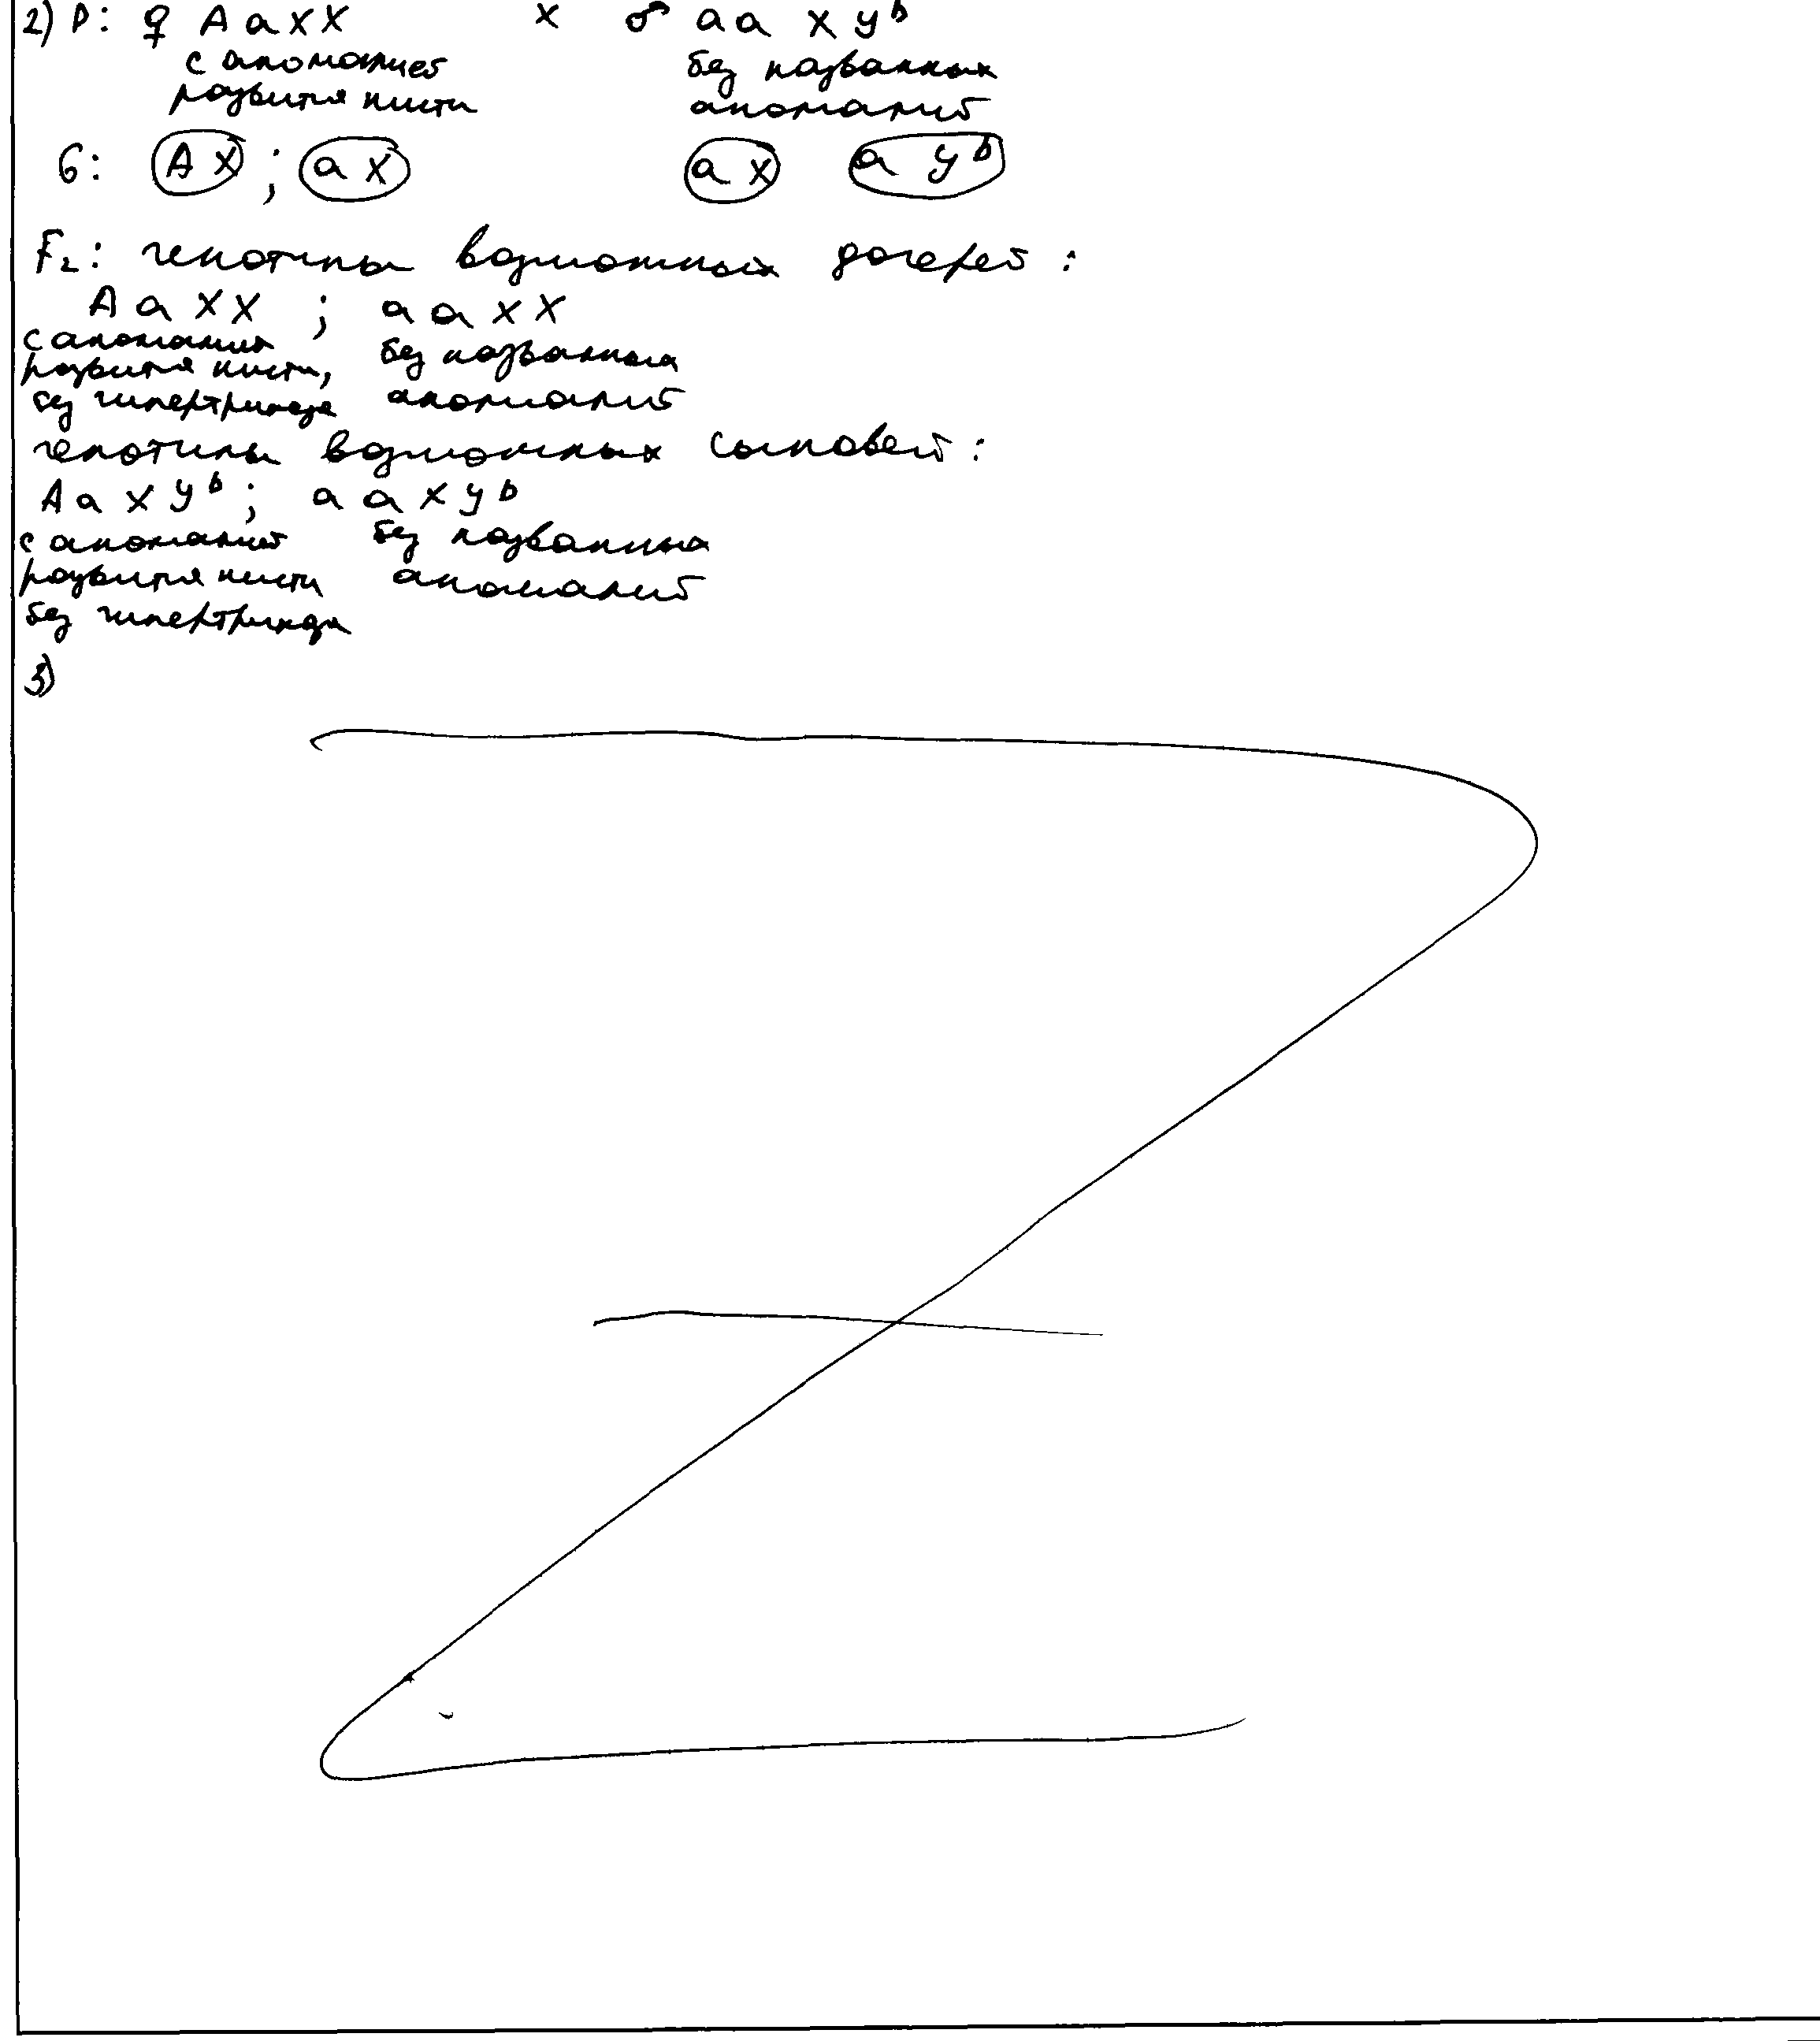 2) P: ♀ AaXX x ♂ aa X Y^b
с аномалией без названных
развития кисти аномалий
G: AX ; aX aX aY^b
F₂: генотипы возможных дочерей :
AaXX ; aaXX
с аномалией без названных
развития кисти,
без гипертрихоза аномалий
генотипы возможных сыновей :
AaXY^b ; aaXY^b
с аномалией без названных
развития кисти аномалий
без гипертрихоза
3)